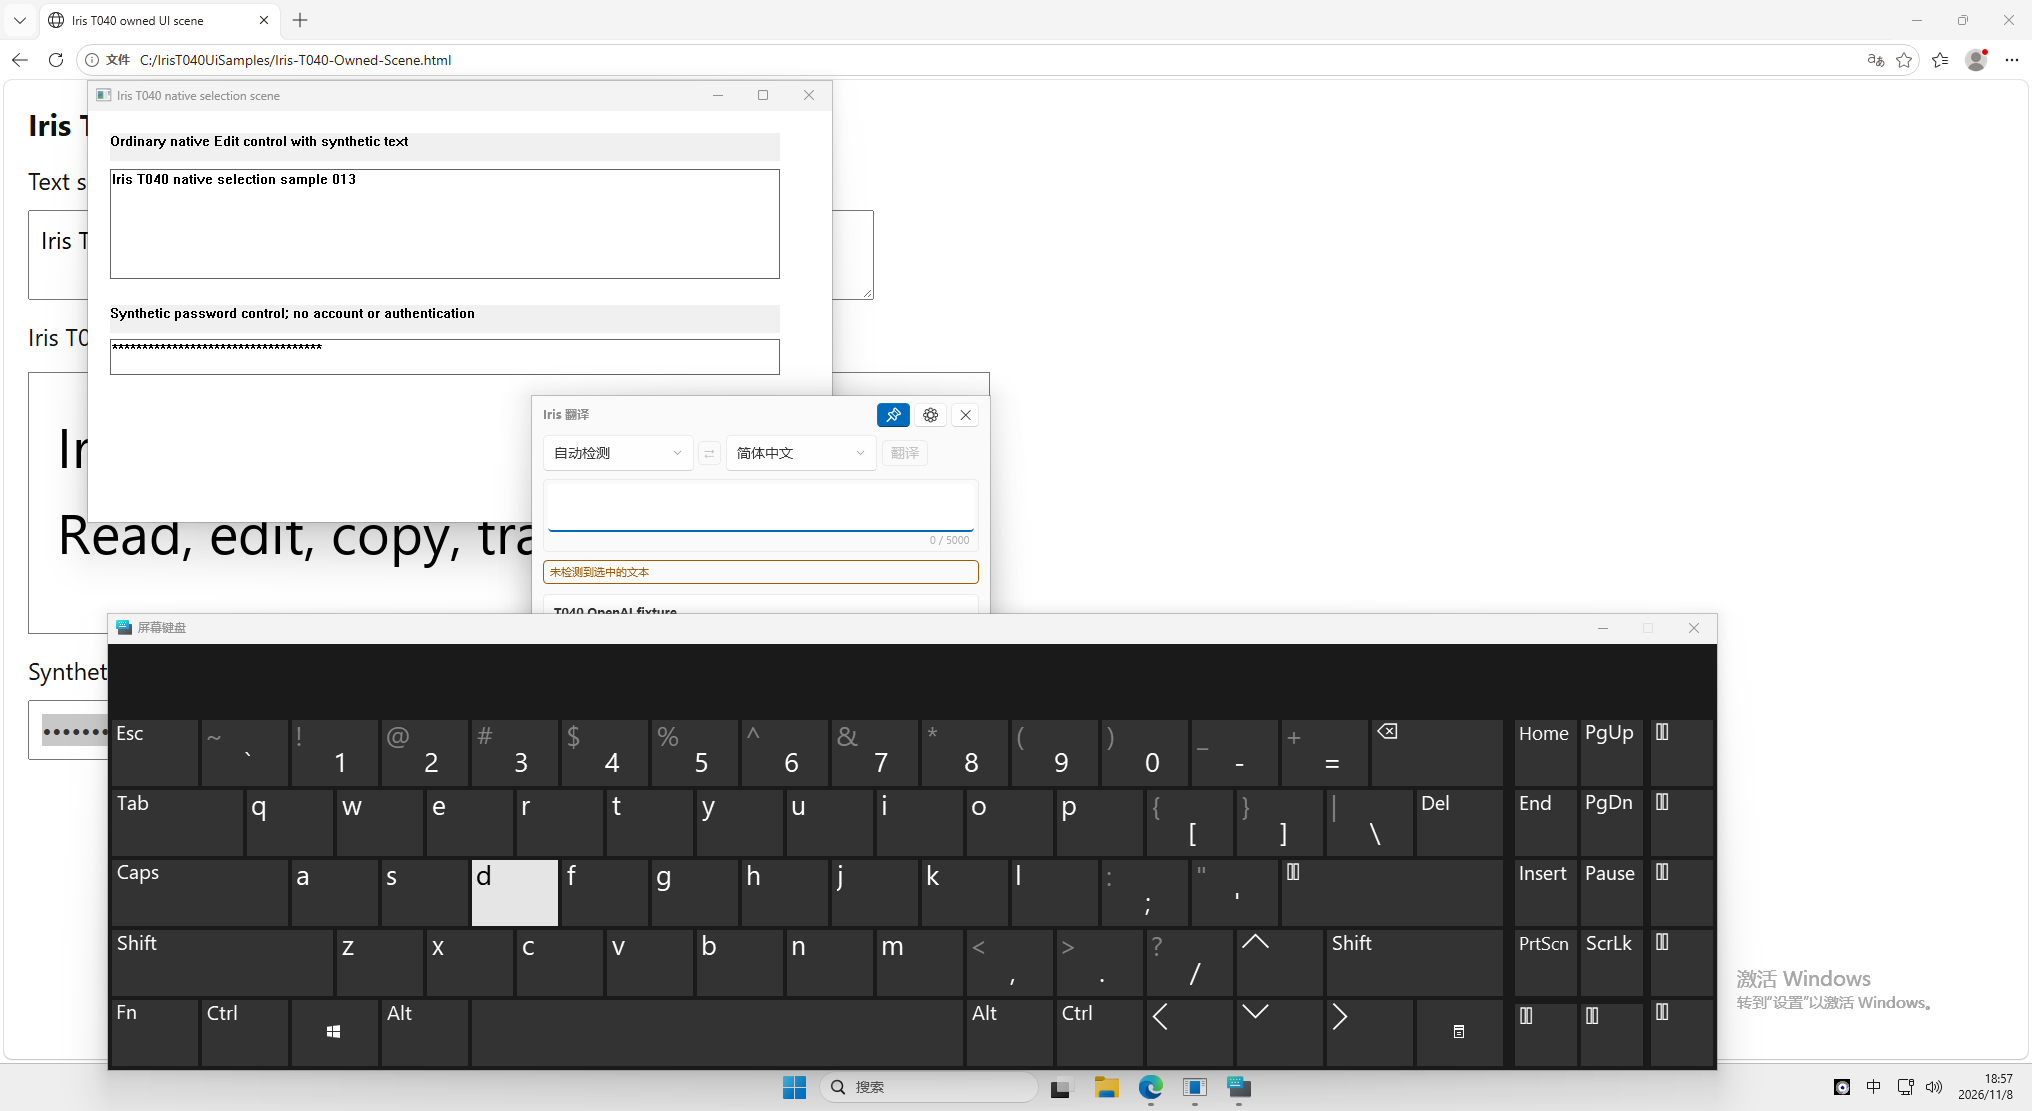 Iris T040 owned UI scene
文件 C:/IrisT040UiSamples/Iris-T040-Owned-Scene.html
Iris T040 native selection scene
Iris
Ordinary native Edit control with synthetic text
Text s
Iris T040 native selection sample 013
Iris T
Synthetic password control; no account or authentication
Iris T0
***********************************
Iris 翻译
自动检测 简体中文 翻译
Read, edit, copy, tra
0 / 5000
未检测到选中的文本
T040 OpenAI fixture
屏幕键盘
Synthet
Esc ~ ` ! 1 @ 2 # 3 $ 4 % 5 ^ 6 & 7 * 8 ( 9 ) 0 _ - + = Home PgUp
Tab q w e r t y u i o p { [ } ] | \ Del End PgDn
Caps a s d f g h j k l : ; " ' Insert Pause
Shift z x c v b n m < , > . ? / Shift PrtScn ScrLk
Fn Ctrl Alt Alt Ctrl
激活 Windows
转到"设置"以激活 Windows。
搜索
中
18:57
2026/11/8